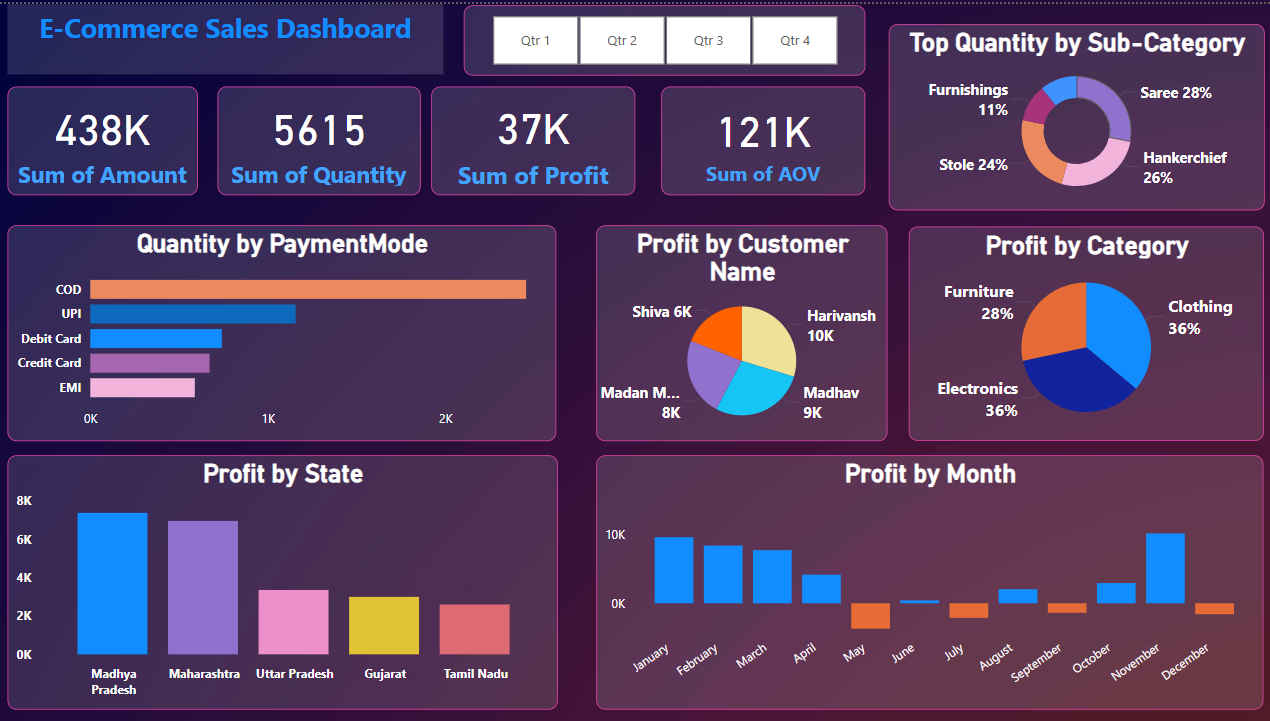 E-Commerce Sales Dashboard
Qtr 1
Qtr 2
Qtr 3
Qtr 4
438K
Sum of Amount
5615
Sum of Quantity
37K
Sum of Profit
121K
Sum of AOV
Top Quantity by Sub-Category
Furnishings
11%
Saree 28%
Stole 24%
Hankerchief
26%
Quantity by PaymentMode
COD
UPI
Debit Card
Credit Card
EMI
0K
1K
2K
Profit by Customer
Name
Shiva 6K
Harivansh
10K
Madan M...
8K
Madhav
9K
Profit by Category
Furniture
28%
Clothing
36%
Electronics
36%
Profit by State
8K
6K
4K
2K
0K
Madhya
Pradesh
Maharashtra
Uttar Pradesh
Gujarat
Tamil Nadu
Profit by Month
10K
0K
January
February
March
April
May
June
July
August
September
October
November
December